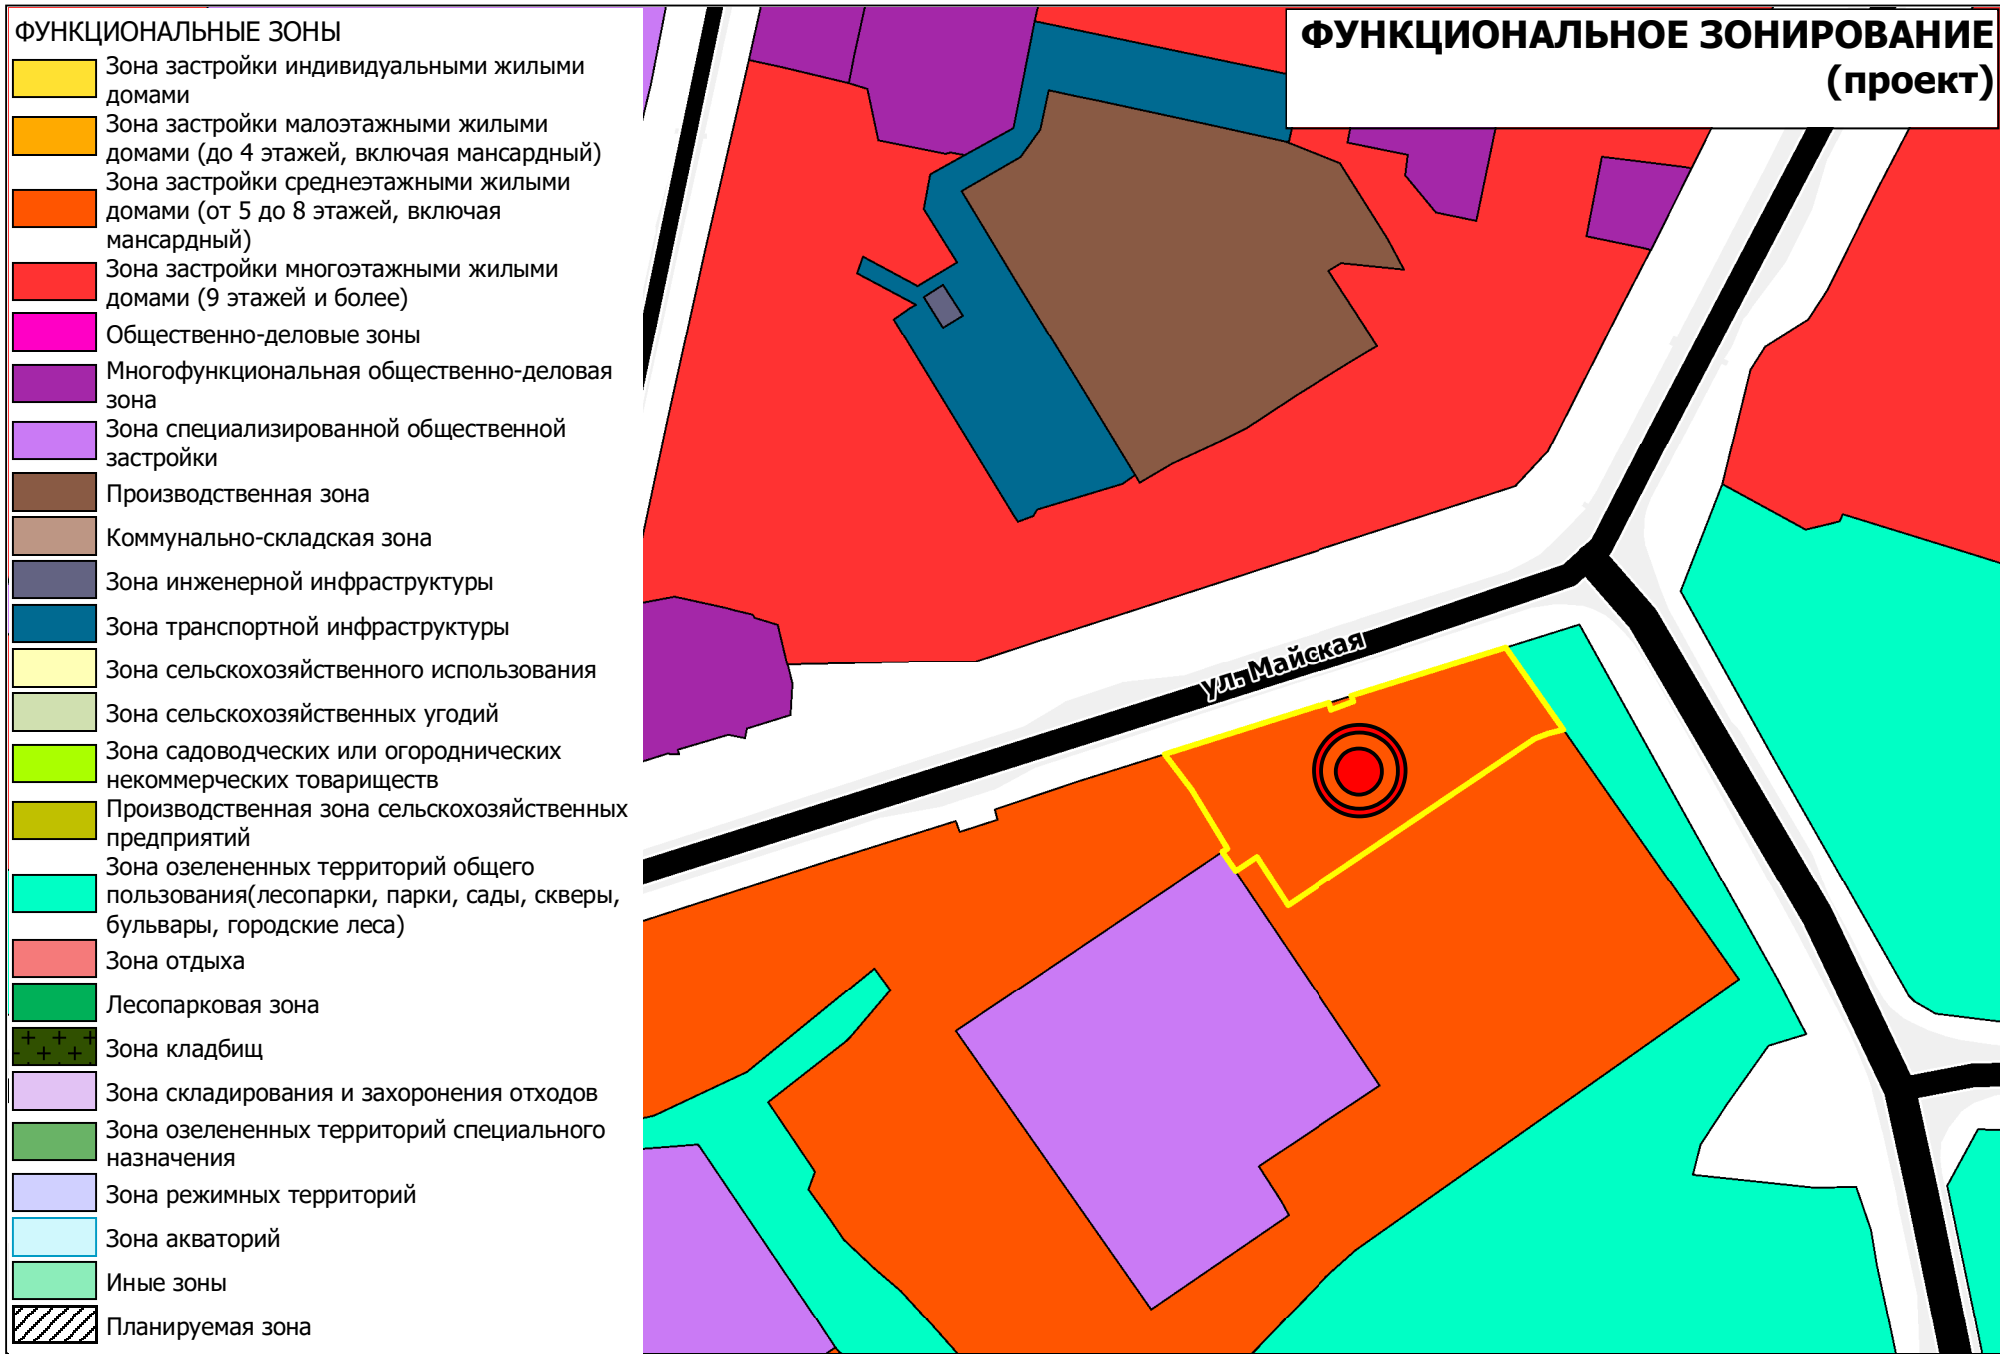 ФУНКЦИОНАЛЬНЫЕ ЗОНЫ
Зона застройки индивидуальными жилыми
домами
Зона застройки малоэтажными жилыми
домами (до 4 этажей, включая мансардный)
Зона застройки среднеэтажными жилыми
домами (от 5 до 8 этажей, включая
мансардный)
Зона застройки многоэтажными жилыми
домами (9 этажей и более)
Общественно-деловые зоны
Многофункциональная общественно-деловая
зона
Зона специализированной общественной
застройки
Производственная зона
Коммунально-складская зона
Зона инженерной инфраструктуры
Зона транспортной инфраструктуры
Зона сельскохозяйственного использования
Зона сельскохозяйственных угодий
Зона садоводческих или огороднических
некоммерческих товариществ
Производственная зона сельскохозяйственных
предприятий
Зона озелененных территорий общего
пользования(лесопарки, парки, сады, скверы,
бульвары, городские леса)
Зона отдыха
Лесопарковая зона
Зона кладбищ
Зона складирования и захоронения отходов
Зона озелененных территорий специального
назначения
Зона режимных территорий
Зона акваторий
Иные зоны
Планируемая зона
ФУНКЦИОНАЛЬНОЕ ЗОНИРОВАНИЕ
(проект)
ул. Майская